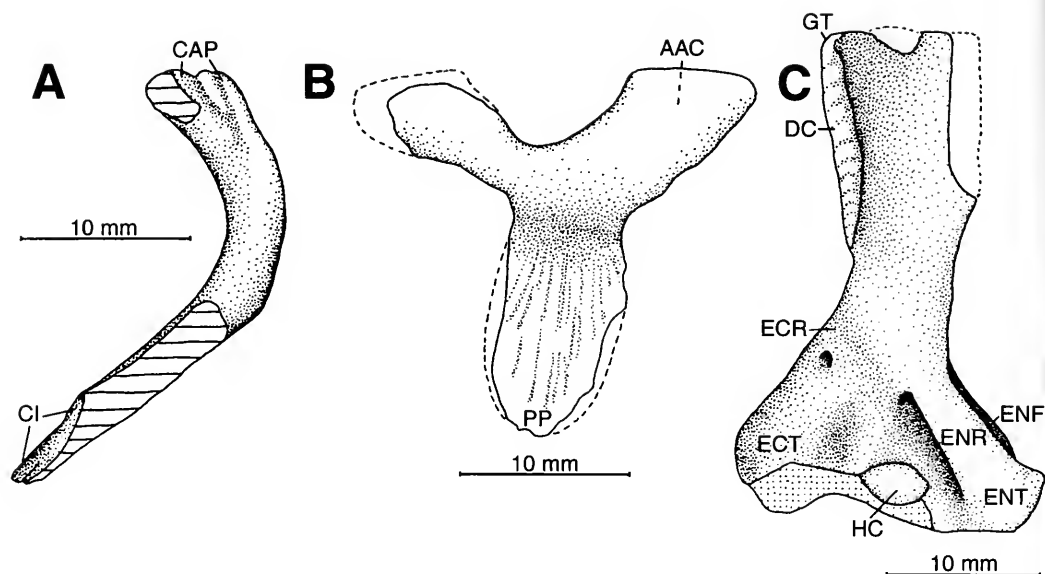 A
CAP
10 mm
CI
B
AAC
PP
10 mm
C
GT
DC
ECR
ECT
ENR
ENF
ENT
HC
10 mm